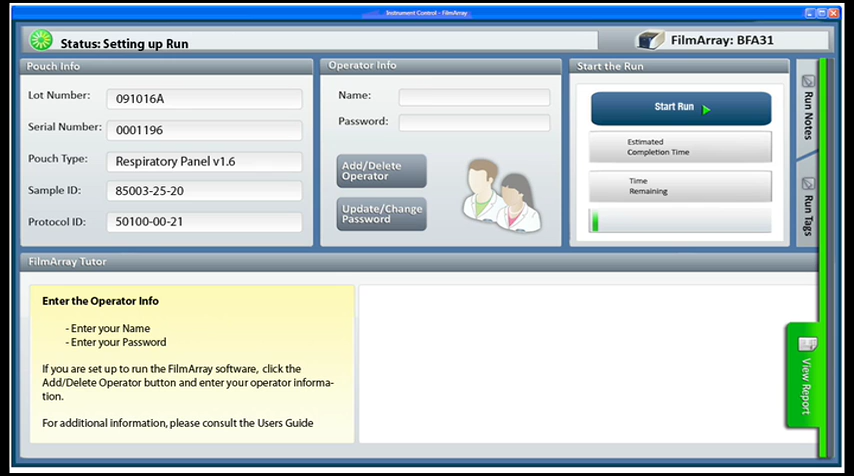 Instrument Control - FilmArray
Status: Setting up Run
FilmArray: BFA31
Pouch Info
Lot Number: 091016A
Serial Number: 0001196
Pouch Type: Respiratory Panel v1.6
Sample ID: 85003-25-20
Protocol ID: 50100-00-21
Operator Info
Name:
Password:
Add/Delete
Operator
Update/Change
Password
Start the Run
Start Run
Estimated
Completion Time
Time
Remaining
Run Notes
Run Tags
View Report
FilmArray Tutor
Enter the Operator Info
- Enter your Name
- Enter your Password
If you are set up to run the FilmArray software, click the
Add/Delete Operator button and enter your operator informa-
tion.
For additional information, please consult the Users Guide